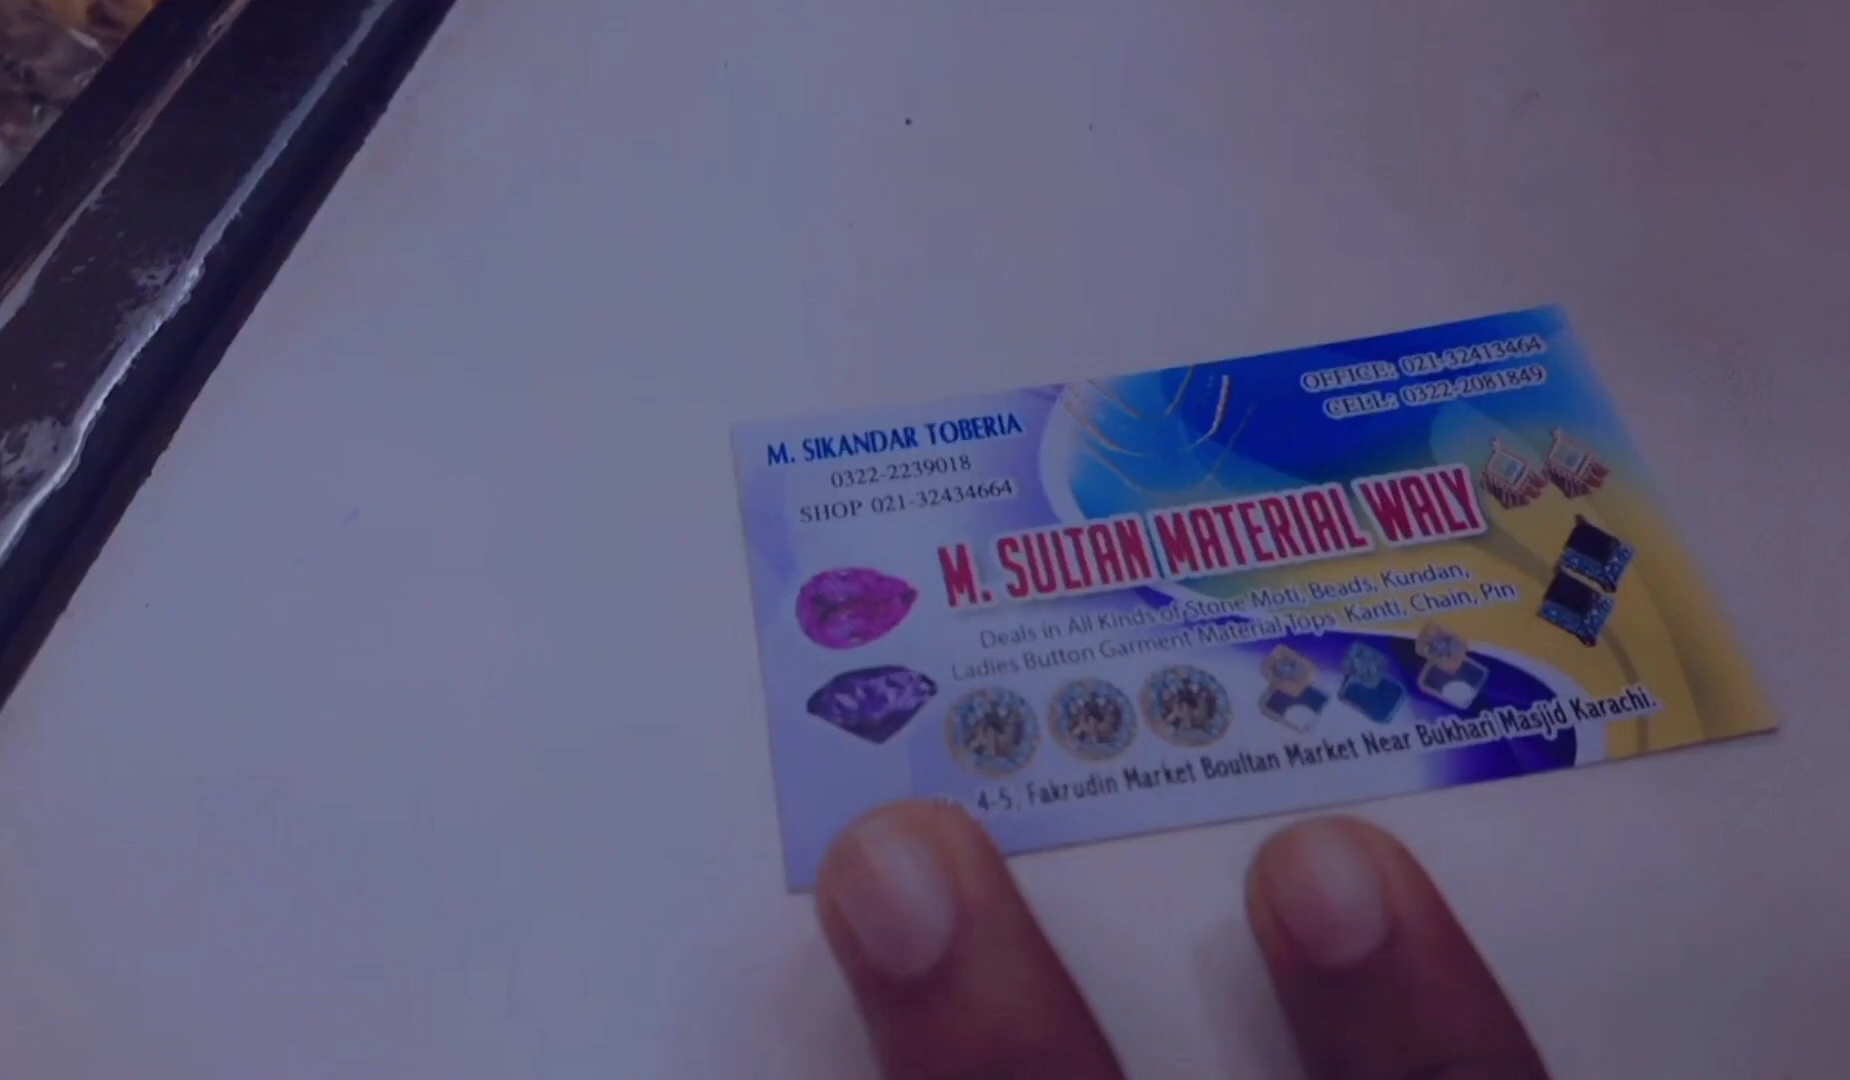 M. SIKANDAR TOBERIA
0322-2239018
SHOP 021-32434664
OFFICE: 021-32413464
CELL: 0322-2081849
M. SULTAN MATERIAL WALY
Deals in All Kinds of Stone Moti, Beads, Kundan,
Ladies Button Garment Material Tops Kanti, Chain, Pin
4-5, Fakrudin Market Boultan Market Near Bukhari Masjid Karachi.